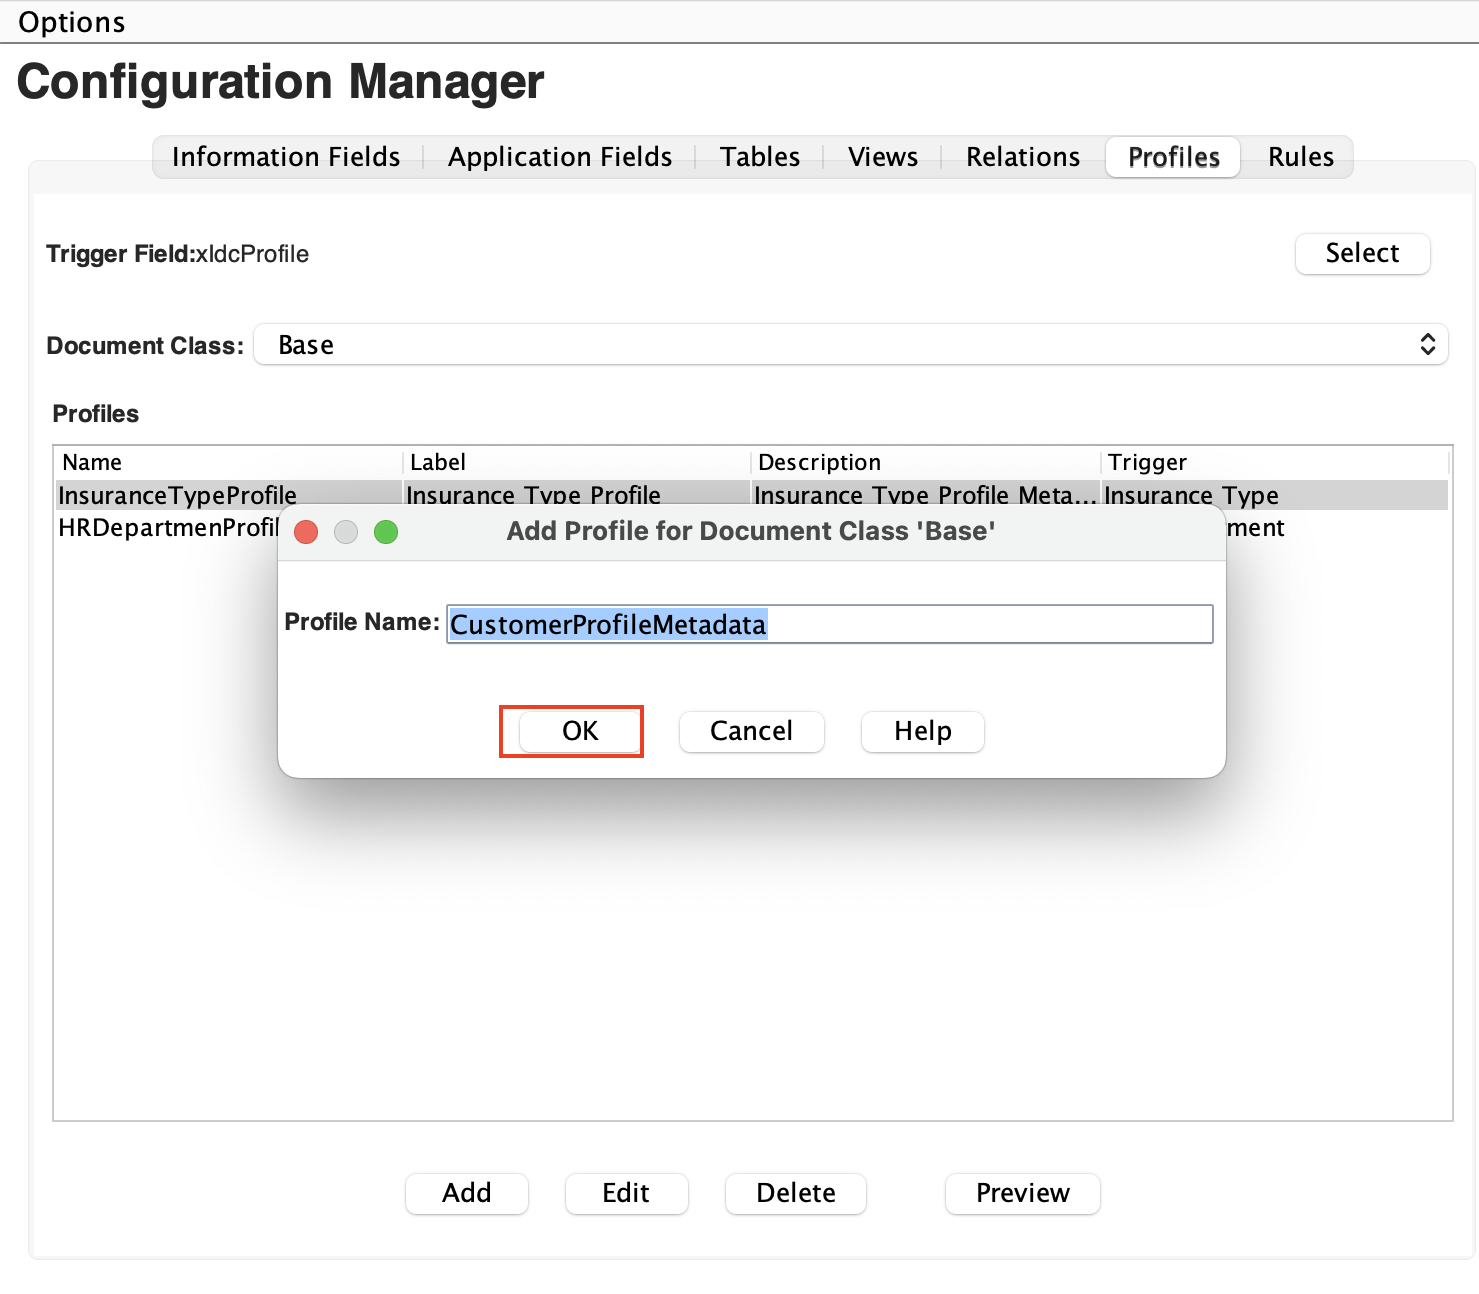 Options
Configuration Manager
Information Fields Application Fields Tables Views Relations Profiles Rules
Trigger Field:xIdcProfile Select
Document Class: Base
Profiles
Name Label Description Trigger
InsuranceTypeProfile Insurance Type Profile Insurance Type Profile Meta... Insurance Type
HRDepartmenProfil ment
Add Profile for Document Class 'Base'
Profile Name: CustomerProfileMetadata
OK Cancel Help
Add Edit Delete Preview